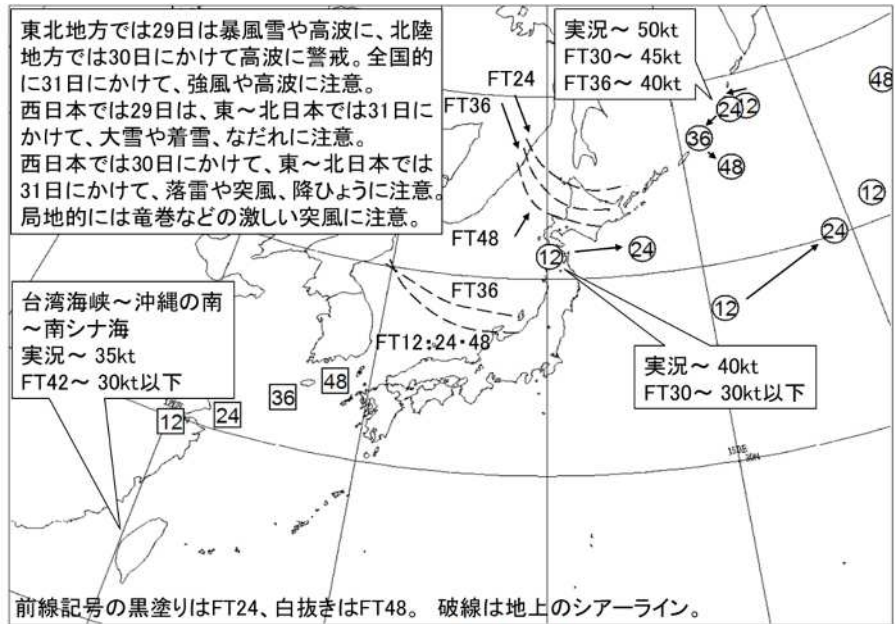 東北地方では29日は暴風雪や高波に、北陸
地方では30日にかけて高波に警戒。全国的
に31日にかけて、強風や高波に注意。
西日本では29日は、東～北日本では31日に
かけて、大雪や着雪、なだれに注意。
西日本では30日にかけて、東～北日本では
31日にかけて、落雷や突風、降ひょうに注意。
局地的には竜巻などの激しい突風に注意。
実況～ 50kt
FT30～ 45kt
FT36～ 40kt
FT24
FT36
FT48
48
24
12
36
48
12
24
12
24
12
FT36
FT12:24・48
台湾海峡～沖縄の南
～南シナ海
実況～ 35kt
FT42～ 30kt以下
実況～ 40kt
FT30～ 30kt以下
48
36
24
12
30N
前線記号の黒塗りはFT24、白抜きはFT48。 破線は地上のシアーライン。